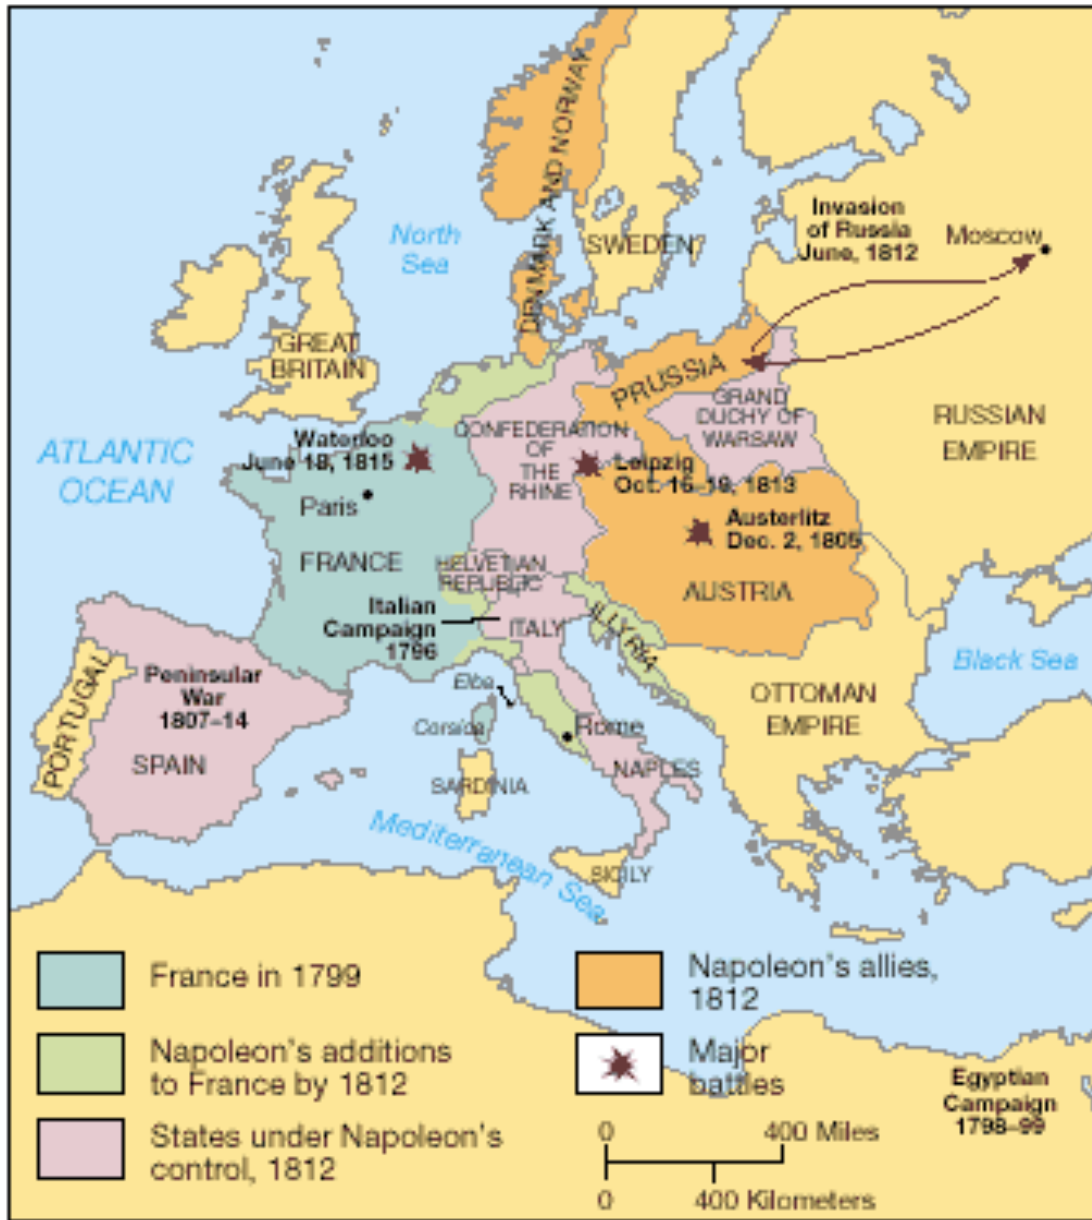 DENMARK AND NORWAY
North
Sea
SWEDEN
Invasion
of Russia
June, 1812
Moscow
GREAT
BRITAIN
PRUSSIA
GRAND
DUCHY OF
WARSAW
RUSSIAN
EMPIRE
ATLANTIC
OCEAN
Waterloo
June 18, 1815
CONFEDERATION
OF
THE
RHINE
Leipzig
Oct. 16–19, 1813
Paris
Austerlitz
Dec. 2, 1805
FRANCE
HELVETIAN
REPUBLIC
AUSTRIA
Italian
Campaign
1796
ITALY
ILLYRIA
Black Sea
PORTUGAL
Peninsular
War
1807–14
SPAIN
Elba
Corsica
Rome
OTTOMAN
EMPIRE
NAPLES
SARDINIA
Mediterranean Sea
SICILY
France in 1799
Napoleon's additions
to France by 1812
States under Napoleon's
control, 1812
Napoleon's allies,
1812
Major
battles
Egyptian
Campaign
1798–99
0 400 Miles
0 400 Kilometers